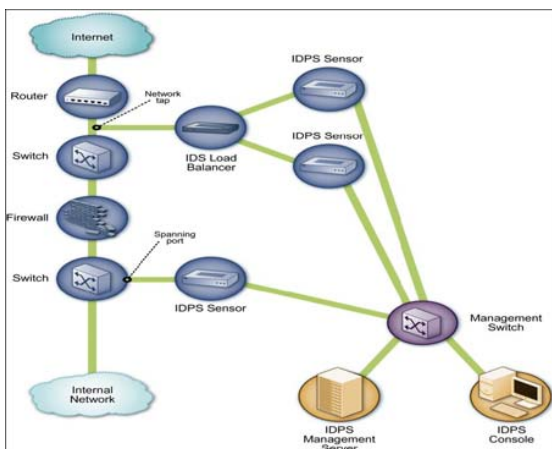 Internet
IDPS Sensor
Router
Network
tap
IDPS Sensor
Switch
IDS Load
Balancer
Firewall
Spanning
port
Switch
IDPS Sensor
Management
Switch
Internal
Network
IDPS
Management
Server
IDPS
Console